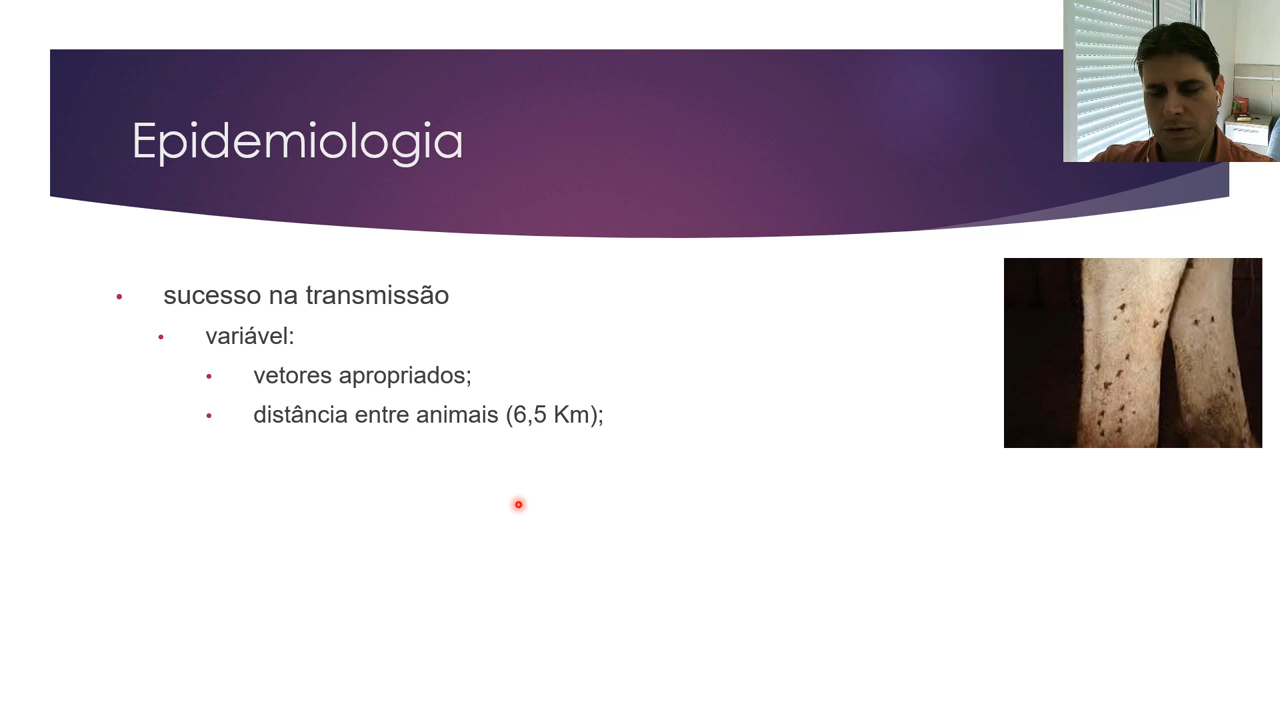 Epidemiologia
sucesso na transmissão
variável:
vetores apropriados;
distância entre animais (6,5 Km);